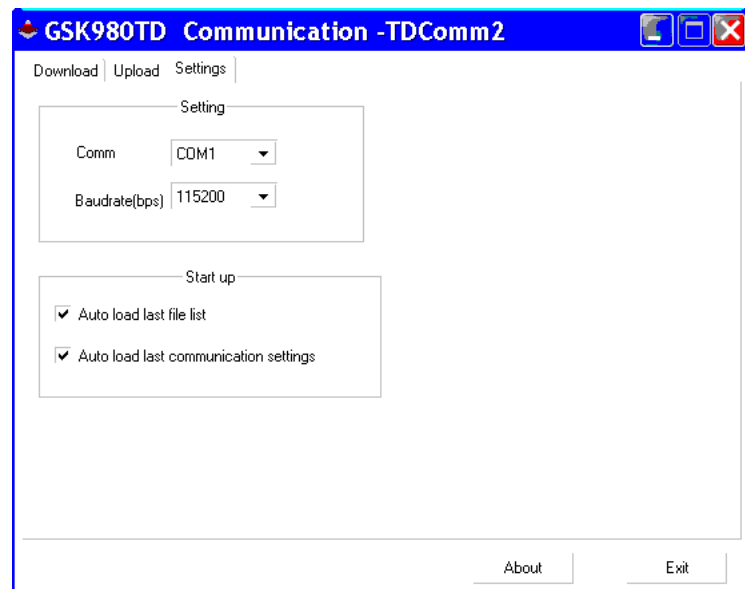 GSK980TD Communication -TDComm2
Download Upload Settings
Setting
Comm COM1
Baudrate(bps) 115200
Start up
Auto load last file list
Auto load last communication settings
About Exit